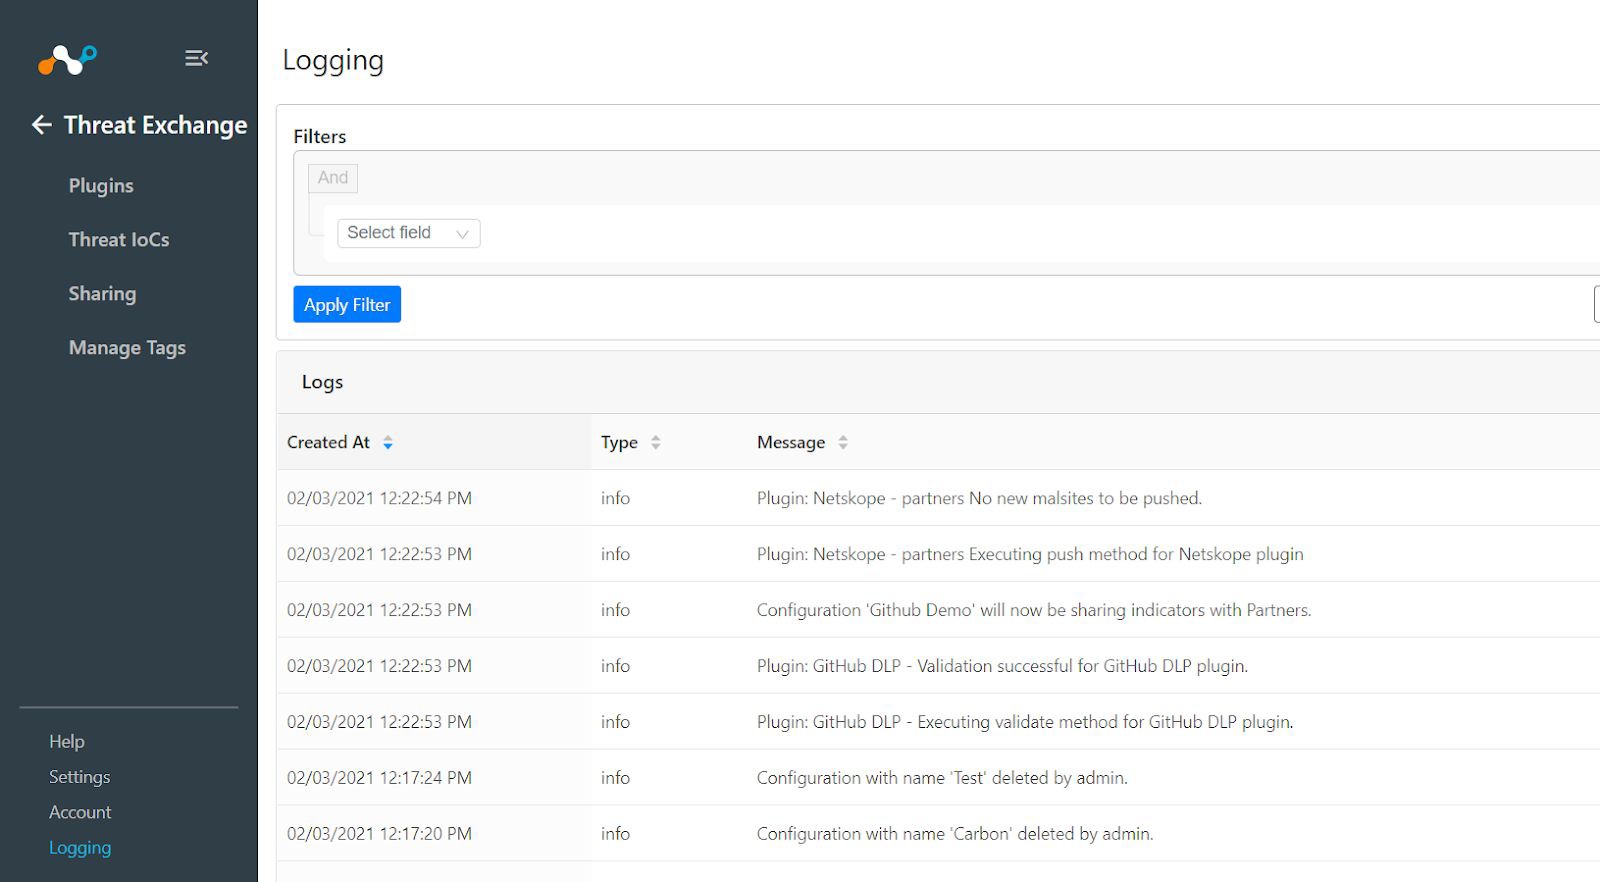 Threat Exchange
Plugins
Threat IoCs
Sharing
Manage Tags
Help
Settings
Account
Logging
Logging
Filters
And
Select field
Apply Filter
Logs
Created At Type Message
02/03/2021 12:22:54 PM info Plugin: Netskope - partners No new malsites to be pushed.
02/03/2021 12:22:53 PM info Plugin: Netskope - partners Executing push method for Netskope plugin
02/03/2021 12:22:53 PM info Configuration 'Github Demo' will now be sharing indicators with Partners.
02/03/2021 12:22:53 PM info Plugin: GitHub DLP - Validation successful for GitHub DLP plugin.
02/03/2021 12:22:53 PM info Plugin: GitHub DLP - Executing validate method for GitHub DLP plugin.
02/03/2021 12:17:24 PM info Configuration with name 'Test' deleted by admin.
02/03/2021 12:17:20 PM info Configuration with name 'Carbon' deleted by admin.